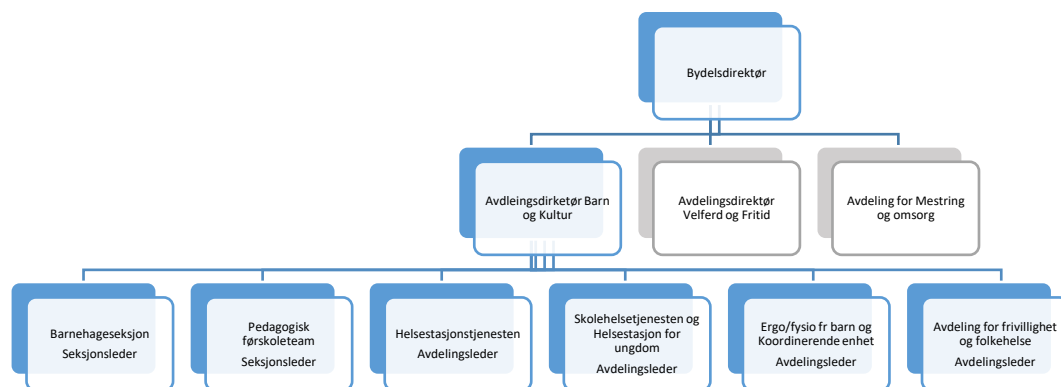 Bydelsdirektør
Avdleingsdirketør Barn
og Kultur
Avdelingsdirektør
Velferd og Fritid
Avdeling for Mestring
og omsorg
Barnehageseksjon
Seksjonsleder
Pedagogisk
førskoleteam
Seksjonsleder
Helsestasjonstjenesten
Avdelingsleder
Skolehelsetjenesten og
Helsestasjon for
ungdom
Avdelingsleder
Ergo/fysio fr barn og
Koordinerende enhet
Avdelingsleder
Avdeling for frivillighet
og folkehelse
Avdelingsleder